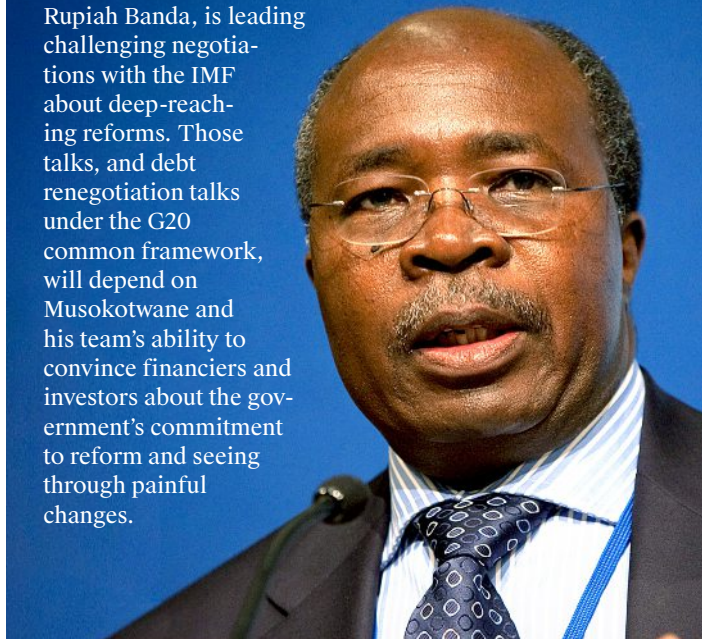 Rupiah Banda, is leading
challenging negotia-
tions with the IMF
about deep-reach-
ing reforms. Those
talks, and debt
renegotiation talks
under the G20
common framework,
will depend on
Musokotwane and
his team’s ability to
convince financiers and
investors about the gov-
ernment’s commitment
to reform and seeing
through painful
changes.